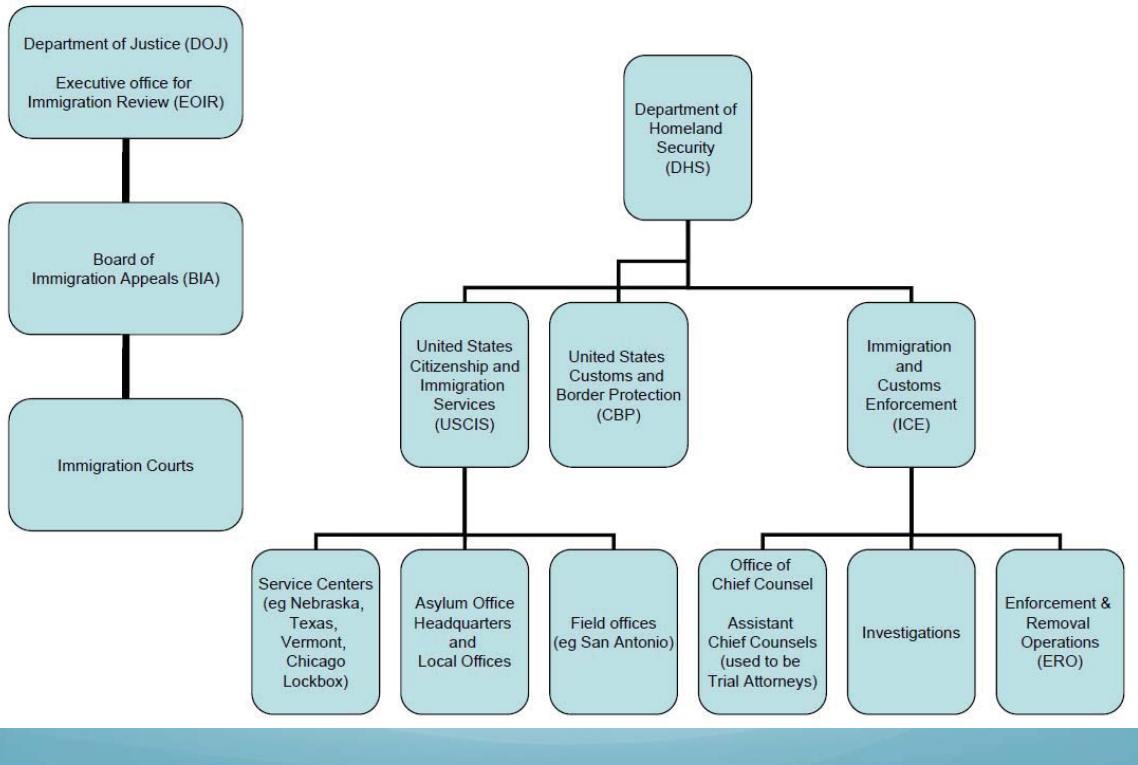 Department of Justice (DOJ)
Executive office for
Immigration Review (EOIR)
Board of
Immigration Appeals (BIA)
Immigration Courts
Department of
Homeland
Security
(DHS)
United States
Citizenship and
Immigration
Services
(USCIS)
United States
Customs and
Border Protection
(CBP)
Immigration
and
Customs
Enforcement
(ICE)
Service Centers
(eg Nebraska,
Texas,
Vermont,
Chicago
Lockbox)
Asylum Office
Headquarters
and
Local Offices
Field offices
(eg San Antonio)
Office of
Chief Counsel
Assistant
Chief Counsels
(used to be
Trial Attorneys)
Investigations
Enforcement &
Removal
Operations
(ERO)